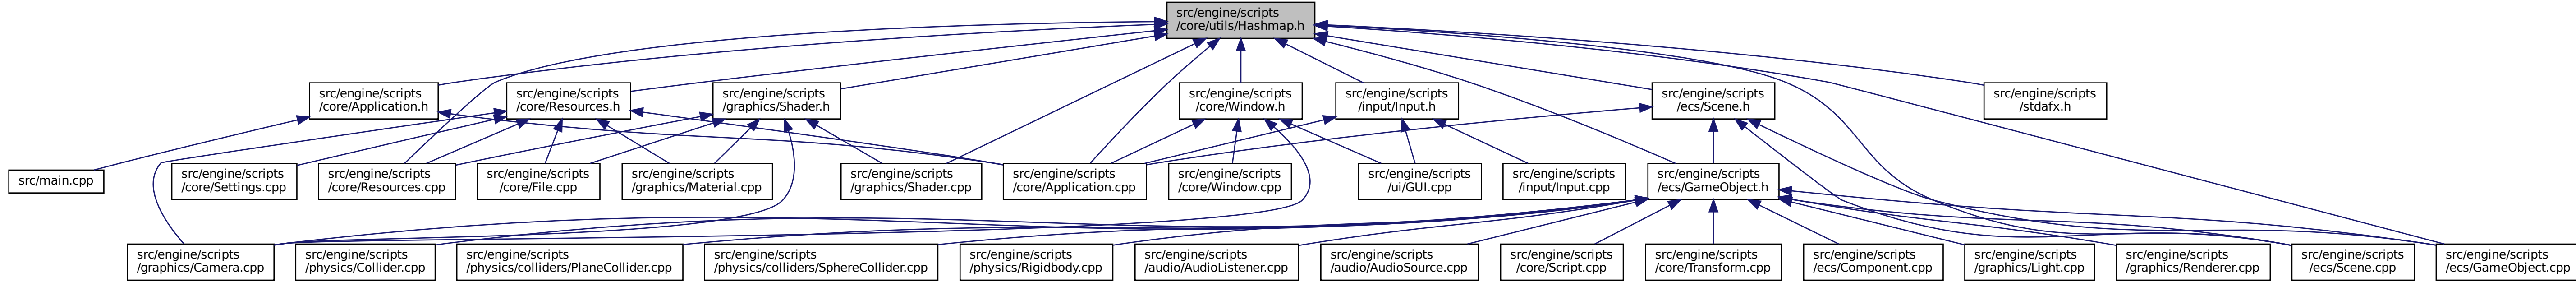 src/engine/scripts
/core/utils/Hashmap.h
src/engine/scripts
/core/Application.h
src/engine/scripts
/core/Resources.h
src/engine/scripts
/graphics/Shader.h
src/engine/scripts
/core/Window.h
src/engine/scripts
/input/Input.h
src/engine/scripts
/ecs/Scene.h
src/engine/scripts
/stdafx.h
src/main.cpp
src/engine/scripts
/core/Settings.cpp
src/engine/scripts
/core/Resources.cpp
src/engine/scripts
/core/File.cpp
src/engine/scripts
/graphics/Material.cpp
src/engine/scripts
/graphics/Shader.cpp
src/engine/scripts
/core/Application.cpp
src/engine/scripts
/core/Window.cpp
src/engine/scripts
/ui/GUI.cpp
src/engine/scripts
/input/Input.cpp
src/engine/scripts
/ecs/GameObject.h
src/engine/scripts
/graphics/Camera.cpp
src/engine/scripts
/physics/Collider.cpp
src/engine/scripts
/physics/colliders/PlaneCollider.cpp
src/engine/scripts
/physics/colliders/SphereCollider.cpp
src/engine/scripts
/physics/Rigidbody.cpp
src/engine/scripts
/audio/AudioListener.cpp
src/engine/scripts
/audio/AudioSource.cpp
src/engine/scripts
/core/Script.cpp
src/engine/scripts
/core/Transform.cpp
src/engine/scripts
/ecs/Component.cpp
src/engine/scripts
/graphics/Light.cpp
src/engine/scripts
/graphics/Renderer.cpp
src/engine/scripts
/ecs/Scene.cpp
src/engine/scripts
/ecs/GameObject.cpp